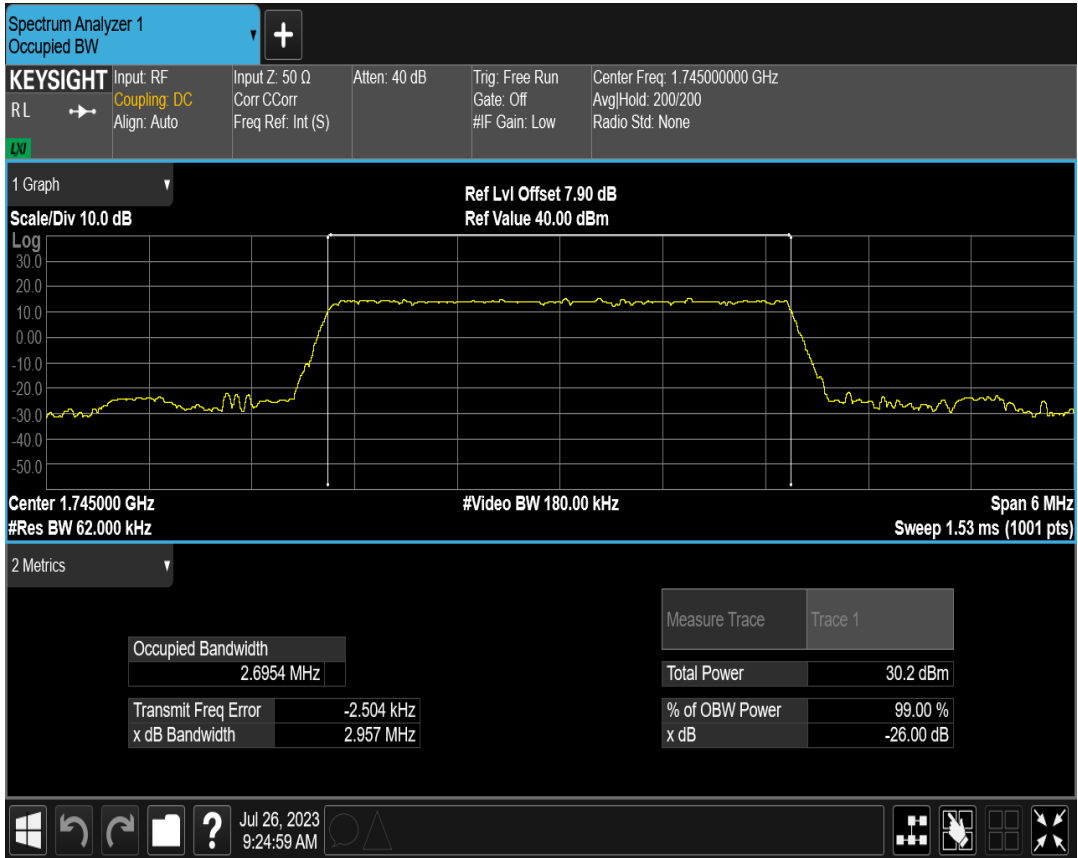 Spectrum Analyzer 1
Occupied BW
KEYSIGHT
RL
LXI
Input: RF
Coupling: DC
Align: Auto
Input Z: 50 Ω
Corr CCorr
Freq Ref: Int (S)
Atten: 40 dB
Trig: Free Run
Gate: Off
#IF Gain: Low
Center Freq: 1.745000000 GHz
Avg|Hold: 200/200
Radio Std: None
1 Graph
Scale/Div 10.0 dB
Ref Lvl Offset 7.90 dB
Ref Value 40.00 dBm
Log
30.0
20.0
10.0
0.00
-10.0
-20.0
-30.0
-40.0
-50.0
Center 1.745000 GHz
#Video BW 180.00 kHz
Span 6 MHz
#Res BW 62.000 kHz
Sweep 1.53 ms (1001 pts)
2 Metrics
Occupied Bandwidth
2.6954 MHz
Transmit Freq Error -2.504 kHz
x dB Bandwidth 2.957 MHz
Measure Trace Trace 1
Total Power 30.2 dBm
% of OBW Power 99.00 %
x dB -26.00 dB
Jul 26, 2023
9:24:59 AM